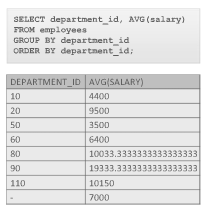 SELECT department_id, AVG(salary)
FROM employees
GROUP BY department_id
ORDER BY department_id;
DEPARTMENT_ID AVG(SALARY)
10 4400
20 9500
50 3500
60 6400
80 10033.3333333333333333
90 19333.3333333333333333
110 10150
- 7000